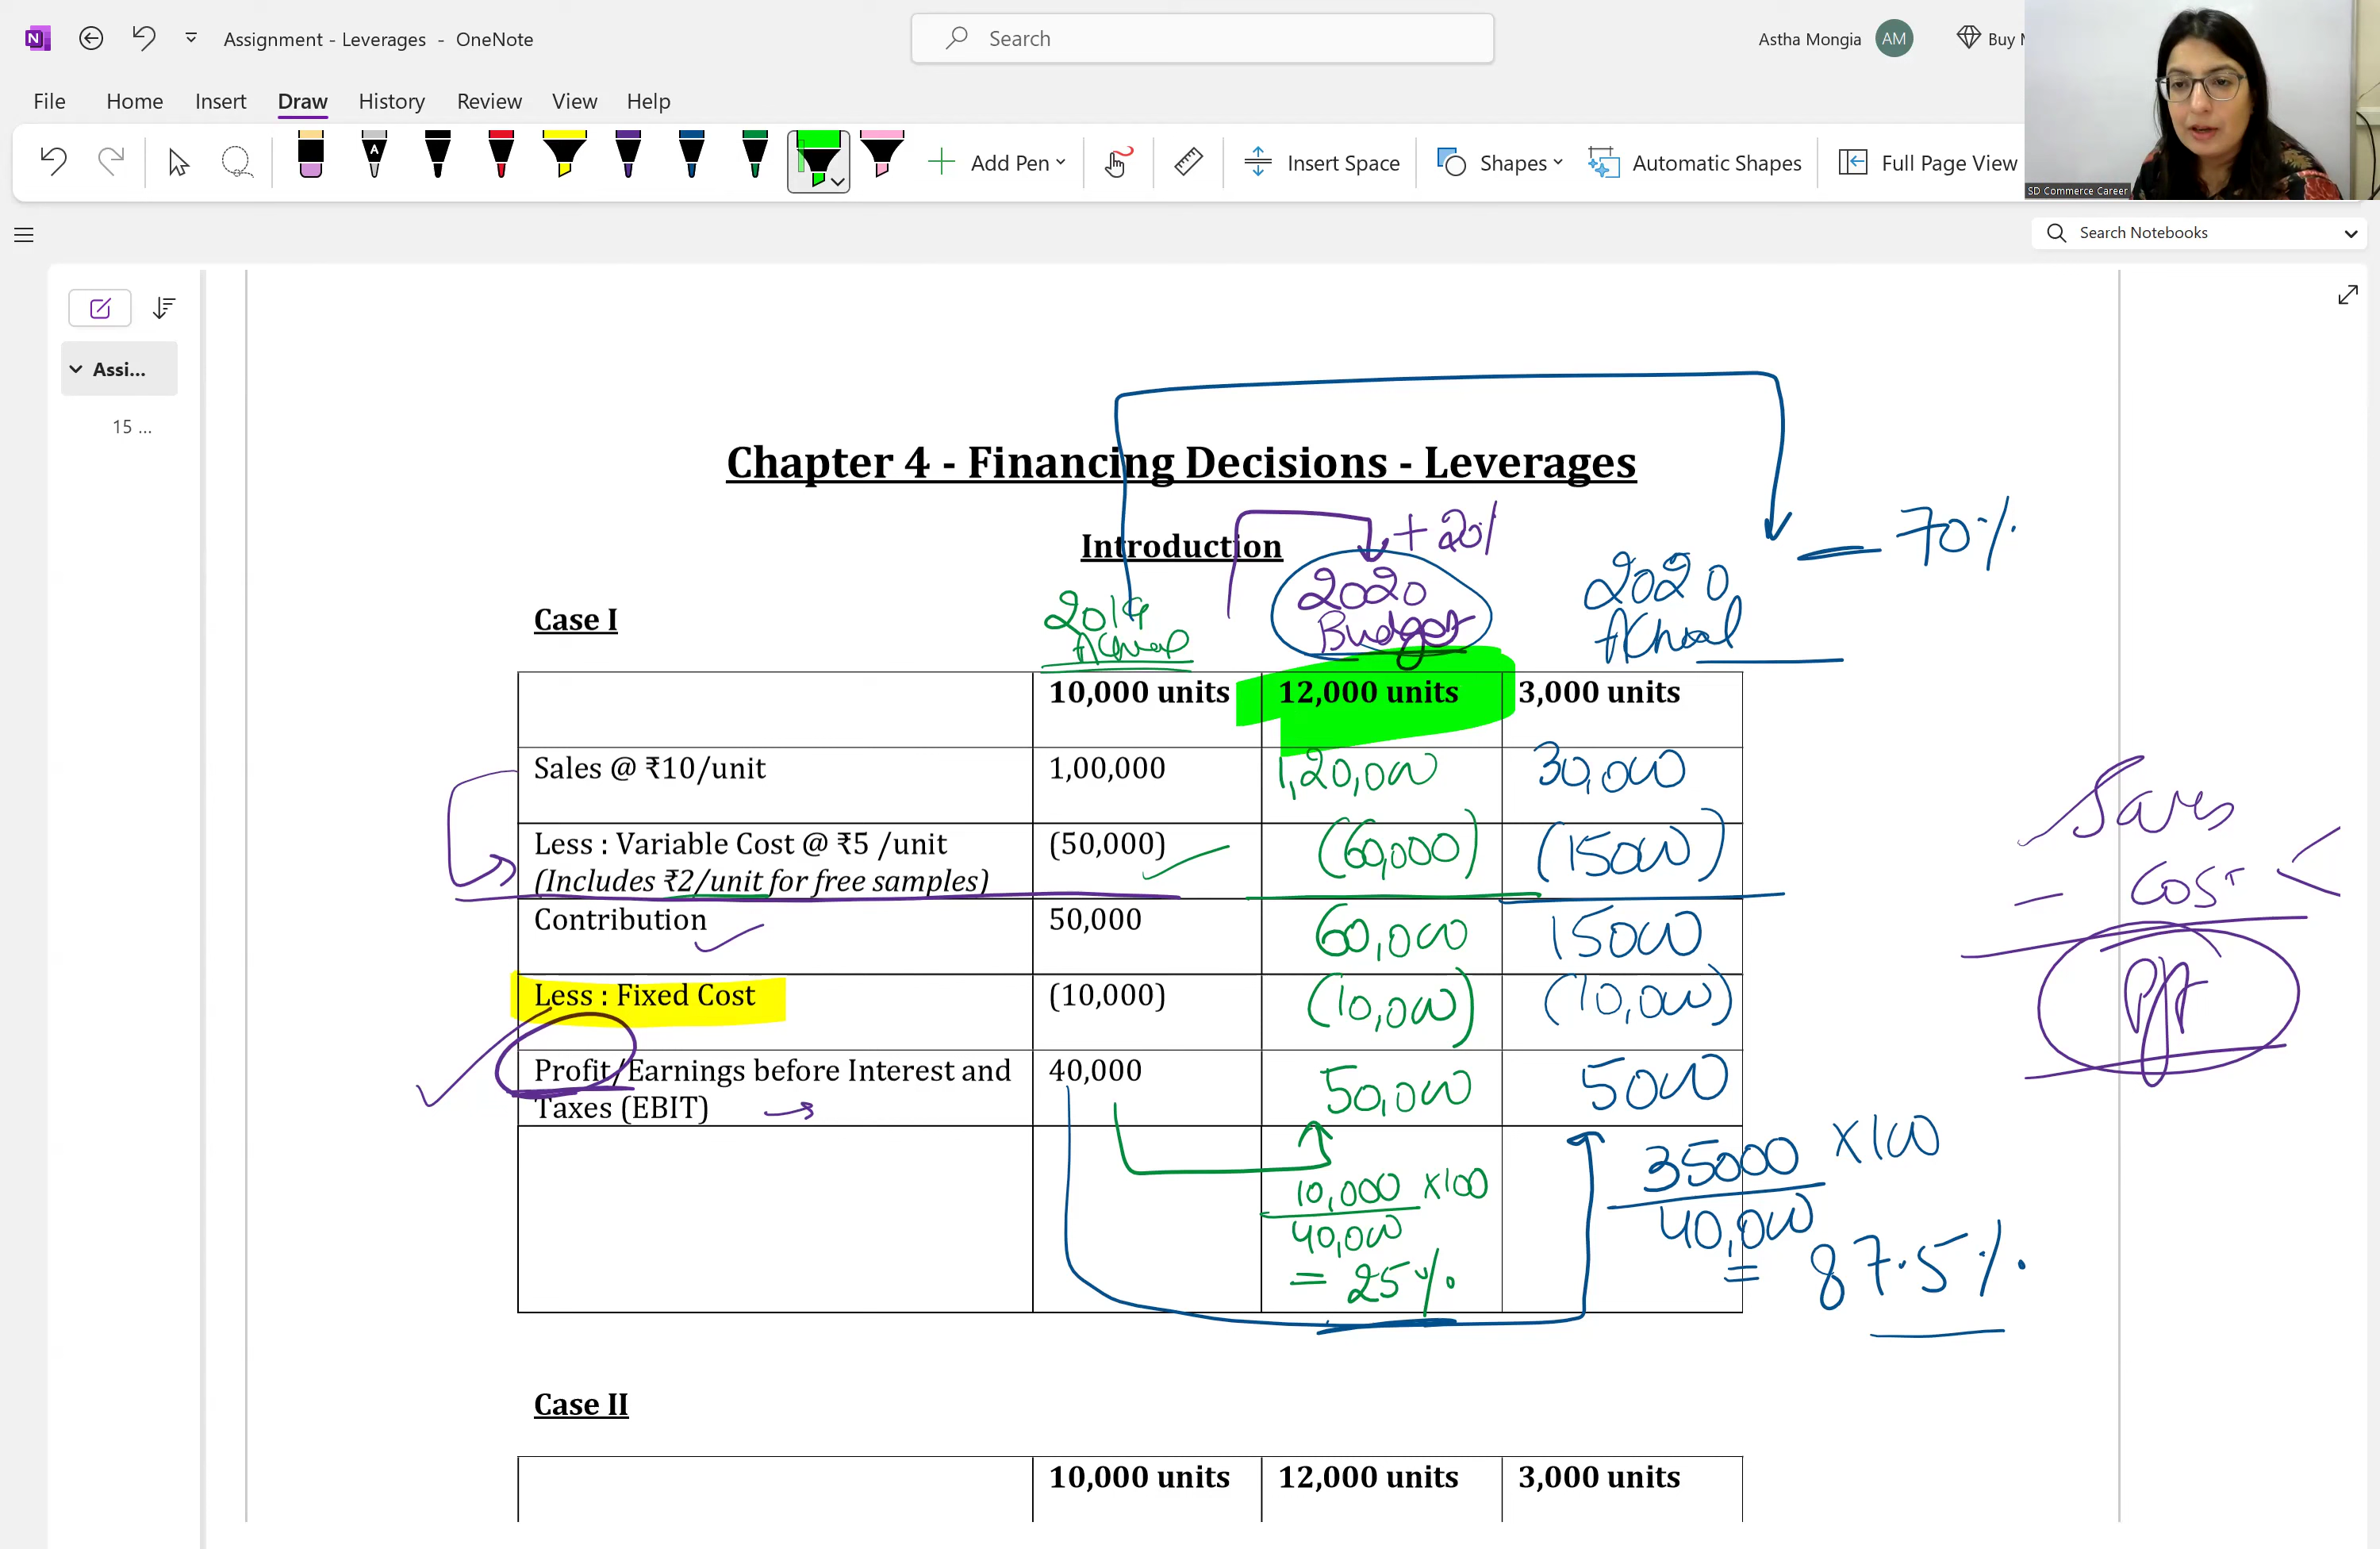 Assignment - Leverages - OneNote
Search
Astha Mongia AM
Buy
File Home Insert Draw History Review View Help
Add Pen
Insert Space
Shapes
Automatic Shapes
Full Page View
SD Commerce Career
Search Notebooks
Assi...
15 ...
Chapter 4 - Financing Decisions - Leverages
Introduction
+ 20%
- 70%
Case I
2019 Actual
2020 Budget
2020 Actual
10,000 units 12,000 units 3,000 units
Sales @ ₹10/unit 1,00,000 1,20,000 30,000
Less : Variable Cost @ ₹5 /unit (50,000) (60,000) (15000)
(Includes ₹2/unit for free samples)
Contribution 50,000 60,000 15000
Less : Fixed Cost (10,000) (10,000) (10,000)
Profit/Earnings before Interest and 40,000 50,000 5000
Taxes (EBIT)
10,000 x100
40,000
= 25%
35000 x100
40,000
= 87.5%
Sales
- Cost
Case II
10,000 units 12,000 units 3,000 units